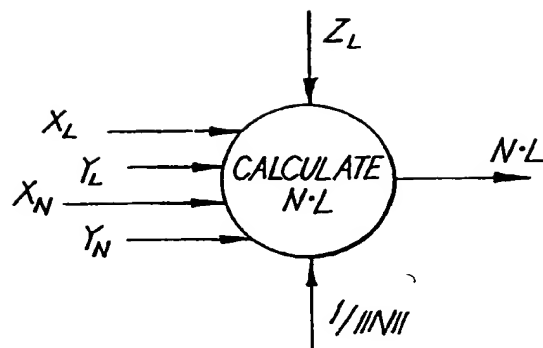 Z_L
X_L
Y_L
X_N
Y_N
CALCULATE
N·L
N·L
1/||N||